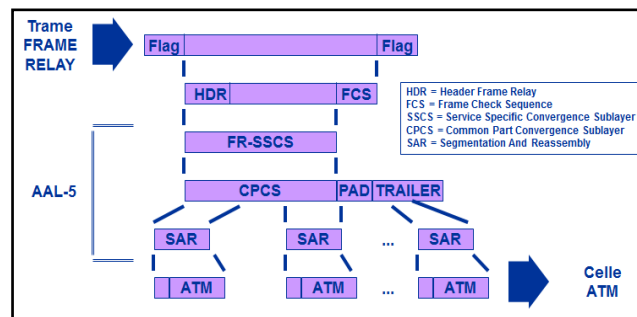 Trame
FRAME
RELAY
Flag Flag
HDR FCS
HDR = Header Frame Relay
FCS = Frame Check Sequence
SSCS = Service Specific Convergence Sublayer
CPCS = Common Part Convergence Sublayer
SAR = Segmentation And Reassembly
FR-SSCS
AAL-5
CPCS PAD TRAILER
SAR SAR ... SAR
ATM ATM ... ATM
Celle
ATM